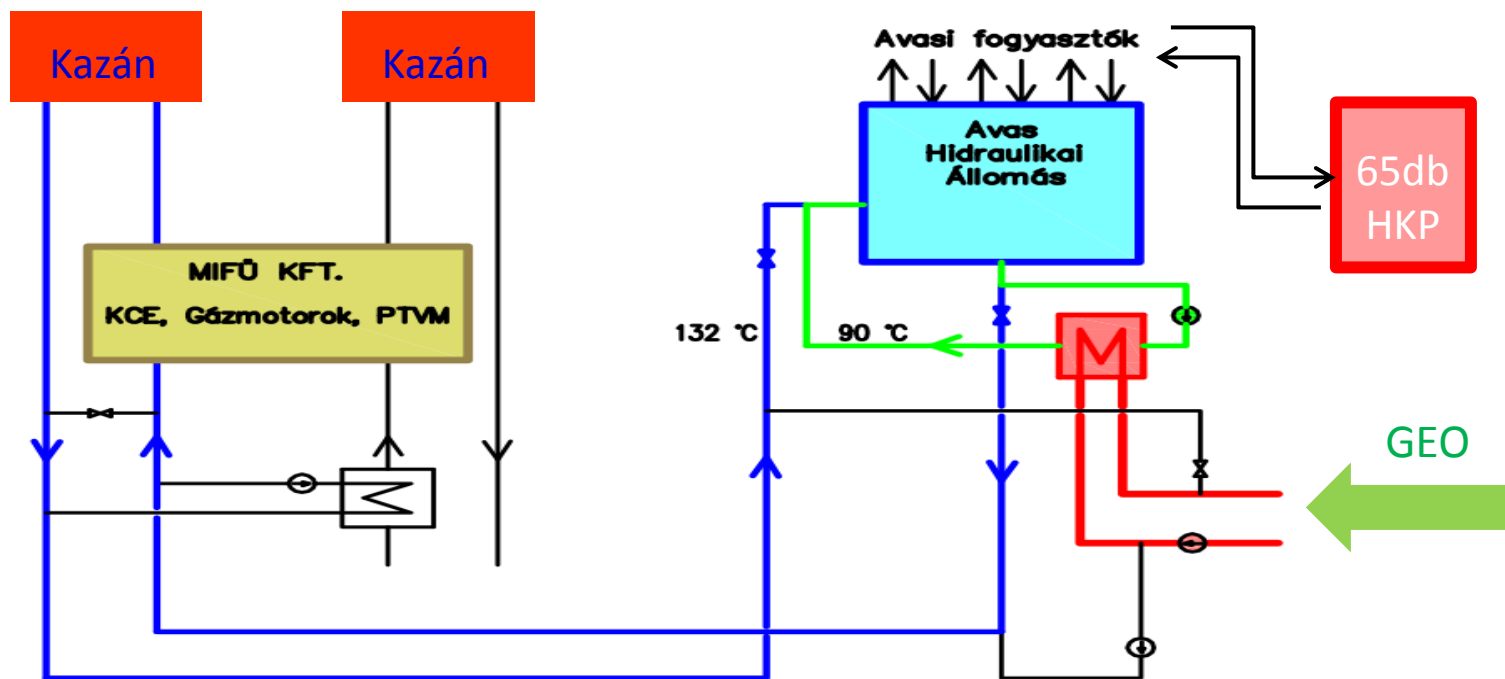 Kazán
Kazán
Avasi fogyasztók
Avas
Hidraulikai
Állomás
65db
HKP
MIFŰ KFT.
KCE, Gázmotorok, PTVM
132 °C
90 °C
GEO